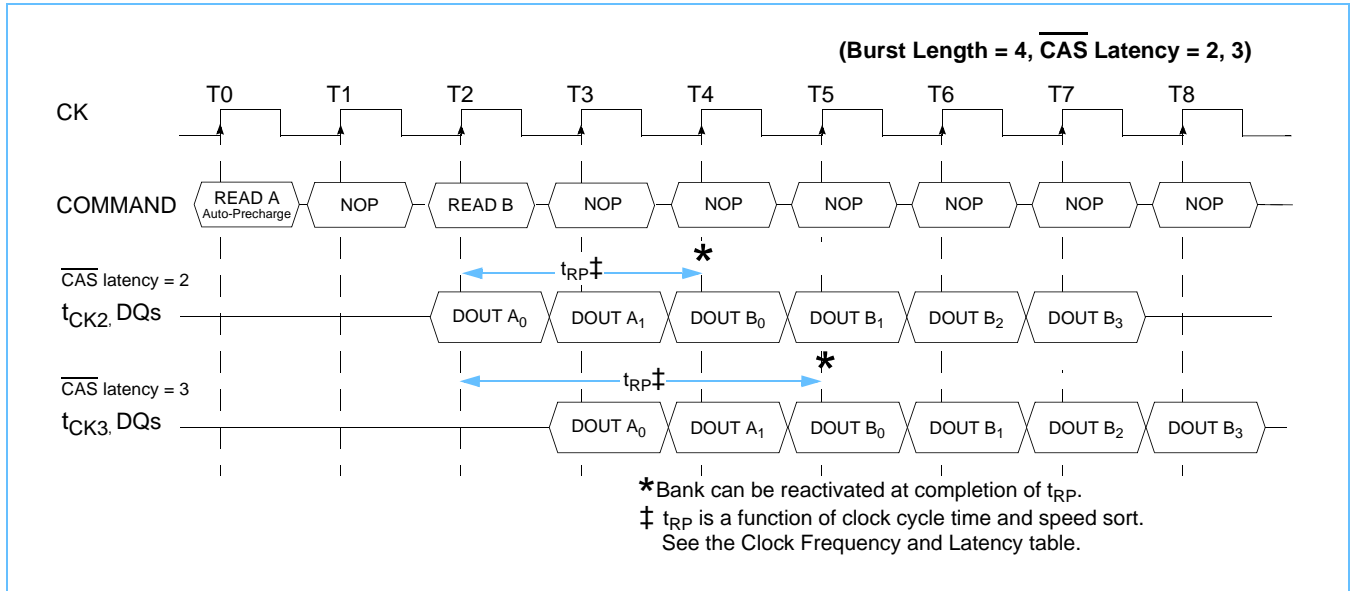 (Burst Length = 4, CAS Latency = 2, 3)
T0 T1 T2 T3 T4 T5 T6 T7 T8
CK
COMMAND READ A Auto-Precharge NOP READ B NOP NOP NOP NOP NOP NOP
*
tRP‡
CAS latency = 2
tCK2, DQs DOUT A0 DOUT A1 DOUT B0 DOUT B1 DOUT B2 DOUT B3
*
tRP‡
CAS latency = 3
tCK3, DQs DOUT A0 DOUT A1 DOUT B0 DOUT B1 DOUT B2 DOUT B3
*Bank can be reactivated at completion of tRP.
‡ tRP is a function of clock cycle time and speed sort.
See the Clock Frequency and Latency table.